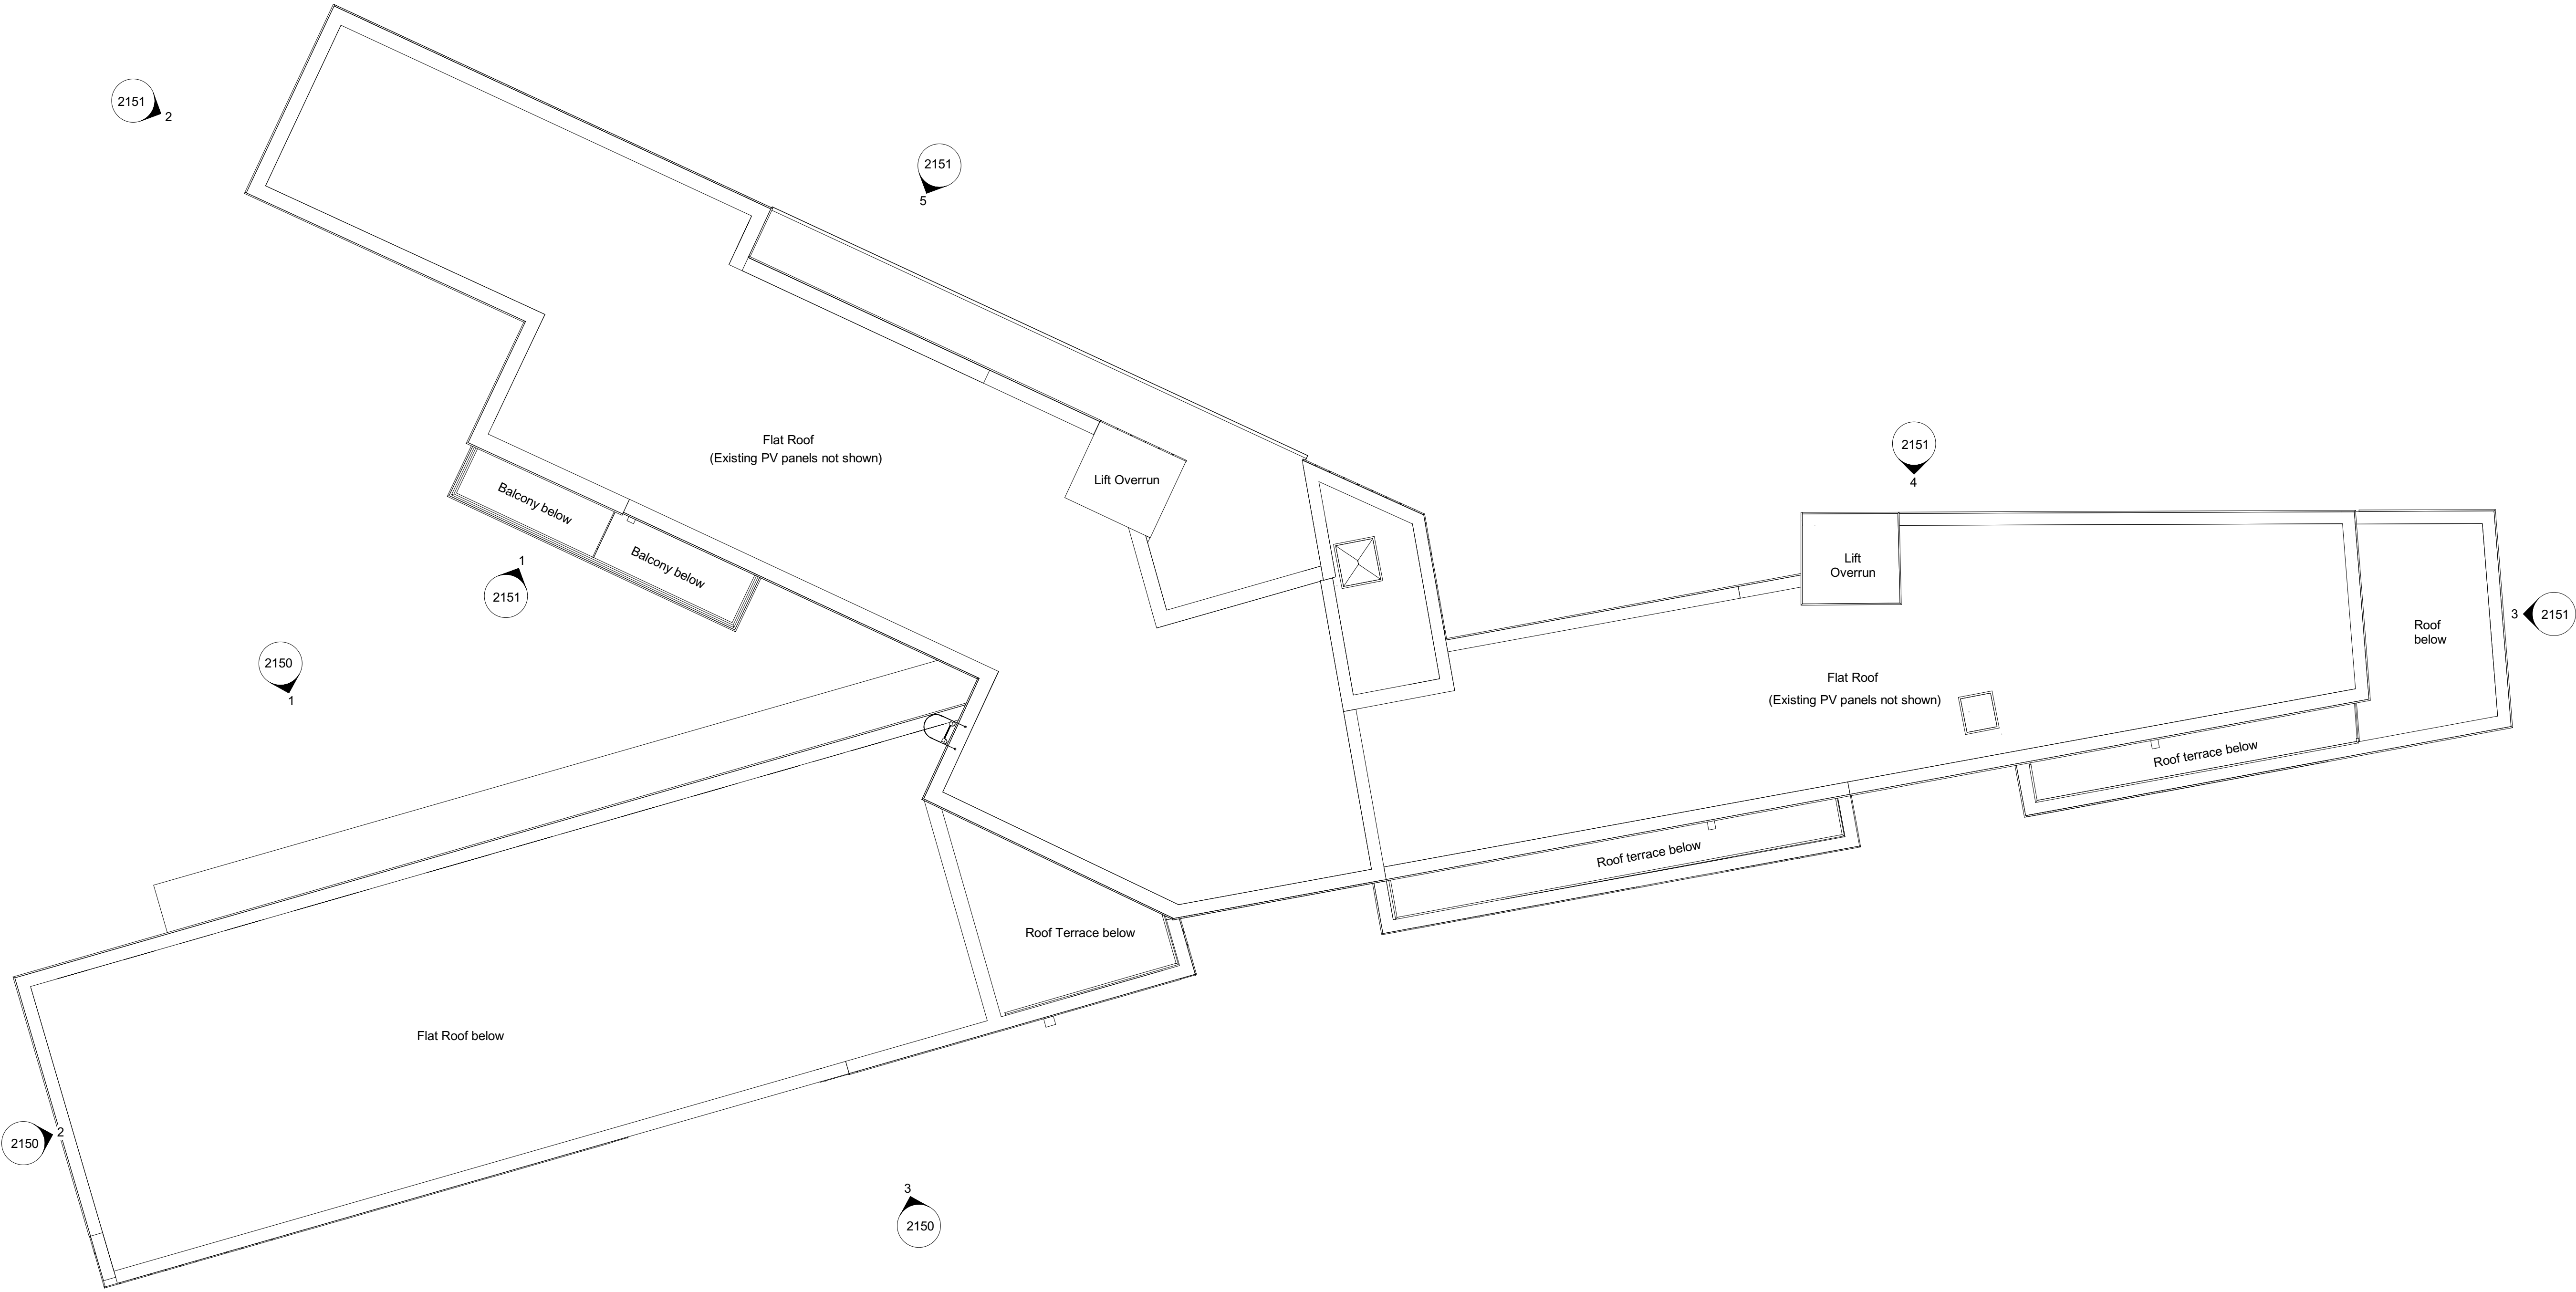 2151
2
2151
5
Flat Roof
(Existing PV panels not shown)
Lift Overrun
2151
4
Balcony below
Balcony below
1
2151
Lift
Overrun
Roof
below
3
2151
2150
1
Flat Roof
(Existing PV panels not shown)
Roof terrace below
Roof terrace below
Roof Terrace below
Flat Roof below
2
2150
3
2150